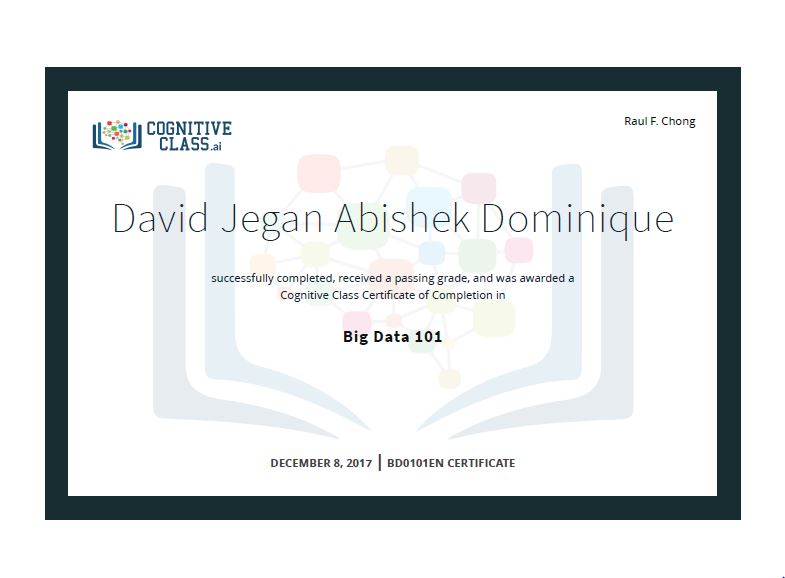 COGNITIVE
CLASS.ai
Raul F. Chong
David Jegan Abishek Dominique
successfully completed, received a passing grade, and was awarded a
Cognitive Class Certificate of Completion in
Big Data 101
DECEMBER 8, 2017 | BD0101EN CERTIFICATE